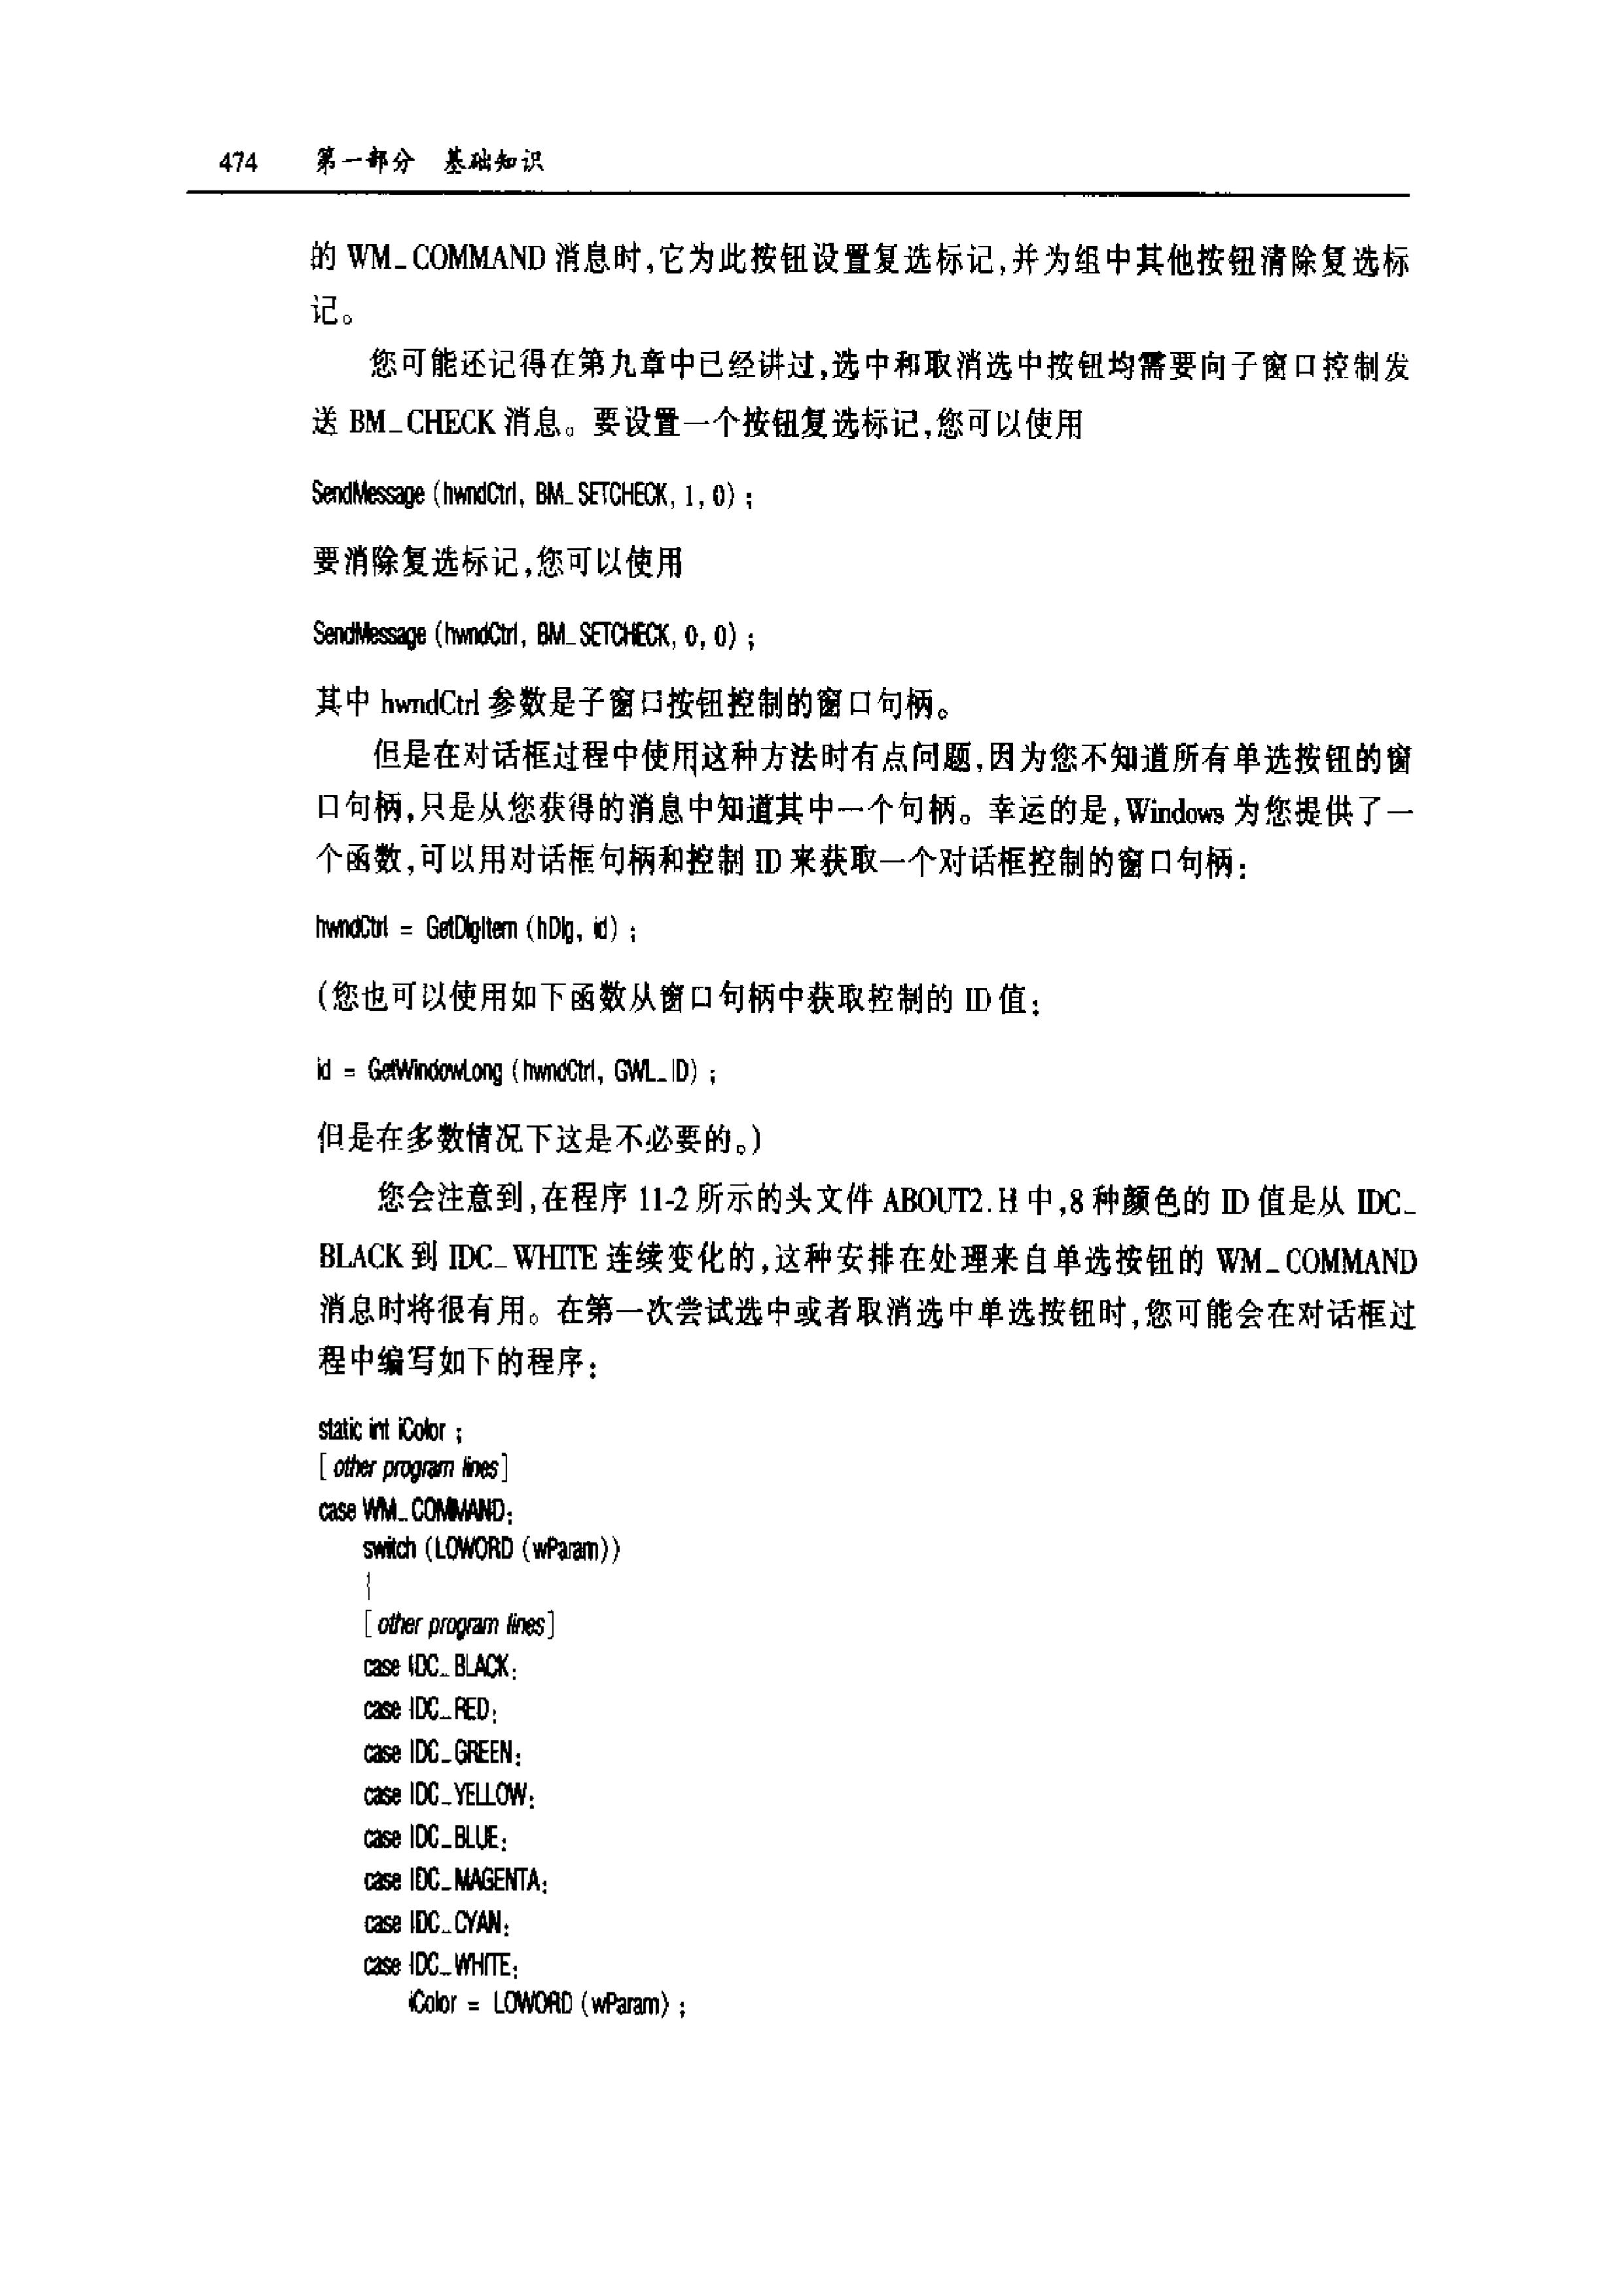 474 第一部分 基础知识
的 WM_COMMAND 消息时,它为此按钮设置复选标记,并为组中其他按钮清除复选标
记。
您可能还记得在第九章中已经讲过,选中和取消选中按钮均需要向子窗口控制发
送 BM_CHECK 消息。要设置一个按钮复选标记,您可以使用
SendMessage (hwndCtrl, BM_SETCHECK, 1, 0) ;
要消除复选标记,您可以使用
SendMessage (hwndCtrl, BM_SETCHECK, 0, 0) ;
其中 hwndCtrl 参数是子窗口按钮控制的窗口句柄。
但是在对话框过程中使用这种方法时有点问题,因为您不知道所有单选按钮的窗
口句柄,只是从您获得的消息中知道其中一个句柄。幸运的是,Windows 为您提供了一
个函数,可以用对话框句柄和控制 ID 来获取一个对话框控制的窗口句柄:
hwndCtrl = GetDlgItem (hDlg, id) ;
(您也可以使用如下函数从窗口句柄中获取控制的 ID 值:
id = GetWindowLong (hwndCtrl, GWL_ID) ;
但是在多数情况下这是不必要的。)
您会注意到,在程序 11-2 所示的头文件 ABOUT2.H 中,8 种颜色的 ID 值是从 IDC_
BLACK 到 IDC_WHITE 连续变化的,这种安排在处理来自单选按钮的 WM_COMMAND
消息时将很有用。在第一次尝试选中或者取消选中单选按钮时,您可能会在对话框过
程中编写如下的程序:
static int iColor ;
[other program lines]
case WM_COMMAND:
switch (LOWORD (wParam))
{
[other program lines]
case IDC_BLACK:
case IDC_RED:
case IDC_GREEN:
case IDC_YELLOW:
case IDC_BLUE:
case IDC_MAGENTA:
case IDC_CYAN:
case IDC_WHITE:
iColor = LOWORD (wParam) ;